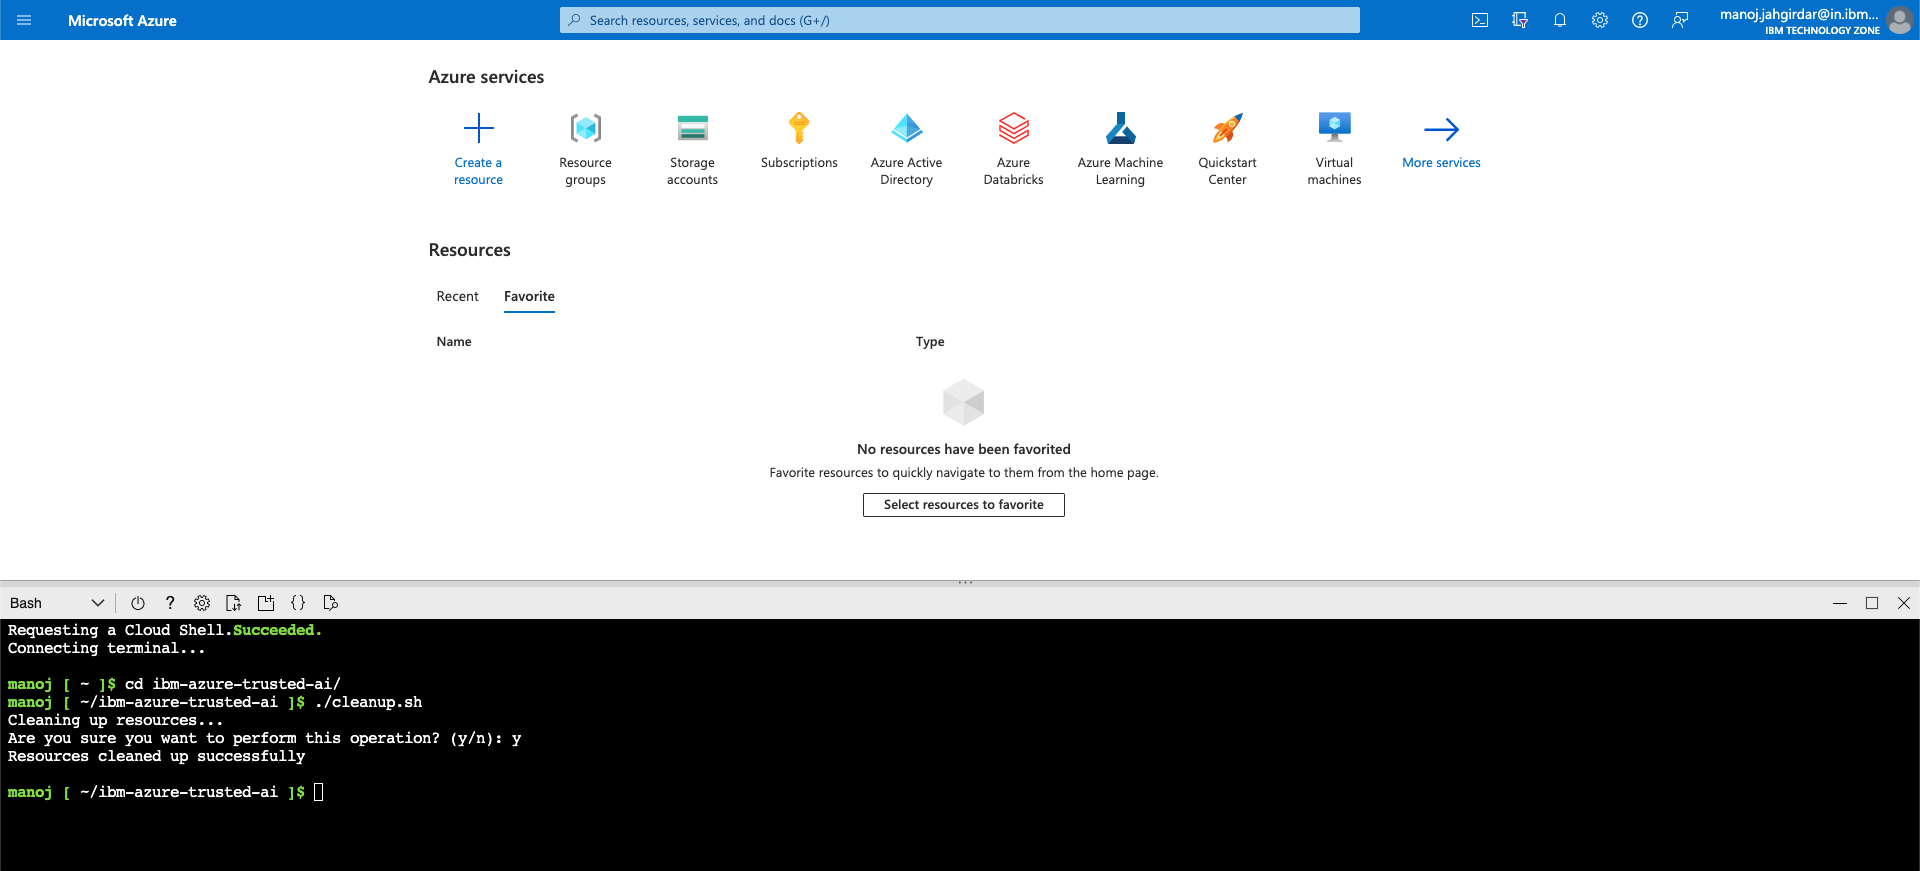 Microsoft Azure
Search resources, services, and docs (G+/)
manoj.jahgirdar@in.ibm...
IBM TECHNOLOGY ZONE
Azure services
Create a resource
Resource groups
Storage accounts
Subscriptions
Azure Active Directory
Azure Databricks
Azure Machine Learning
Quickstart Center
Virtual machines
More services
Resources
Recent Favorite
Name Type
No resources have been favorited
Favorite resources to quickly navigate to them from the home page.
Select resources to favorite
Bash
Requesting a Cloud Shell.Succeeded.
Connecting terminal...
manoj [ ~ ]$ cd ibm-azure-trusted-ai/
manoj [ ~/ibm-azure-trusted-ai ]$ ./cleanup.sh
Cleaning up resources...
Are you sure you want to perform this operation? (y/n): y
Resources cleaned up successfully
manoj [ ~/ibm-azure-trusted-ai ]$